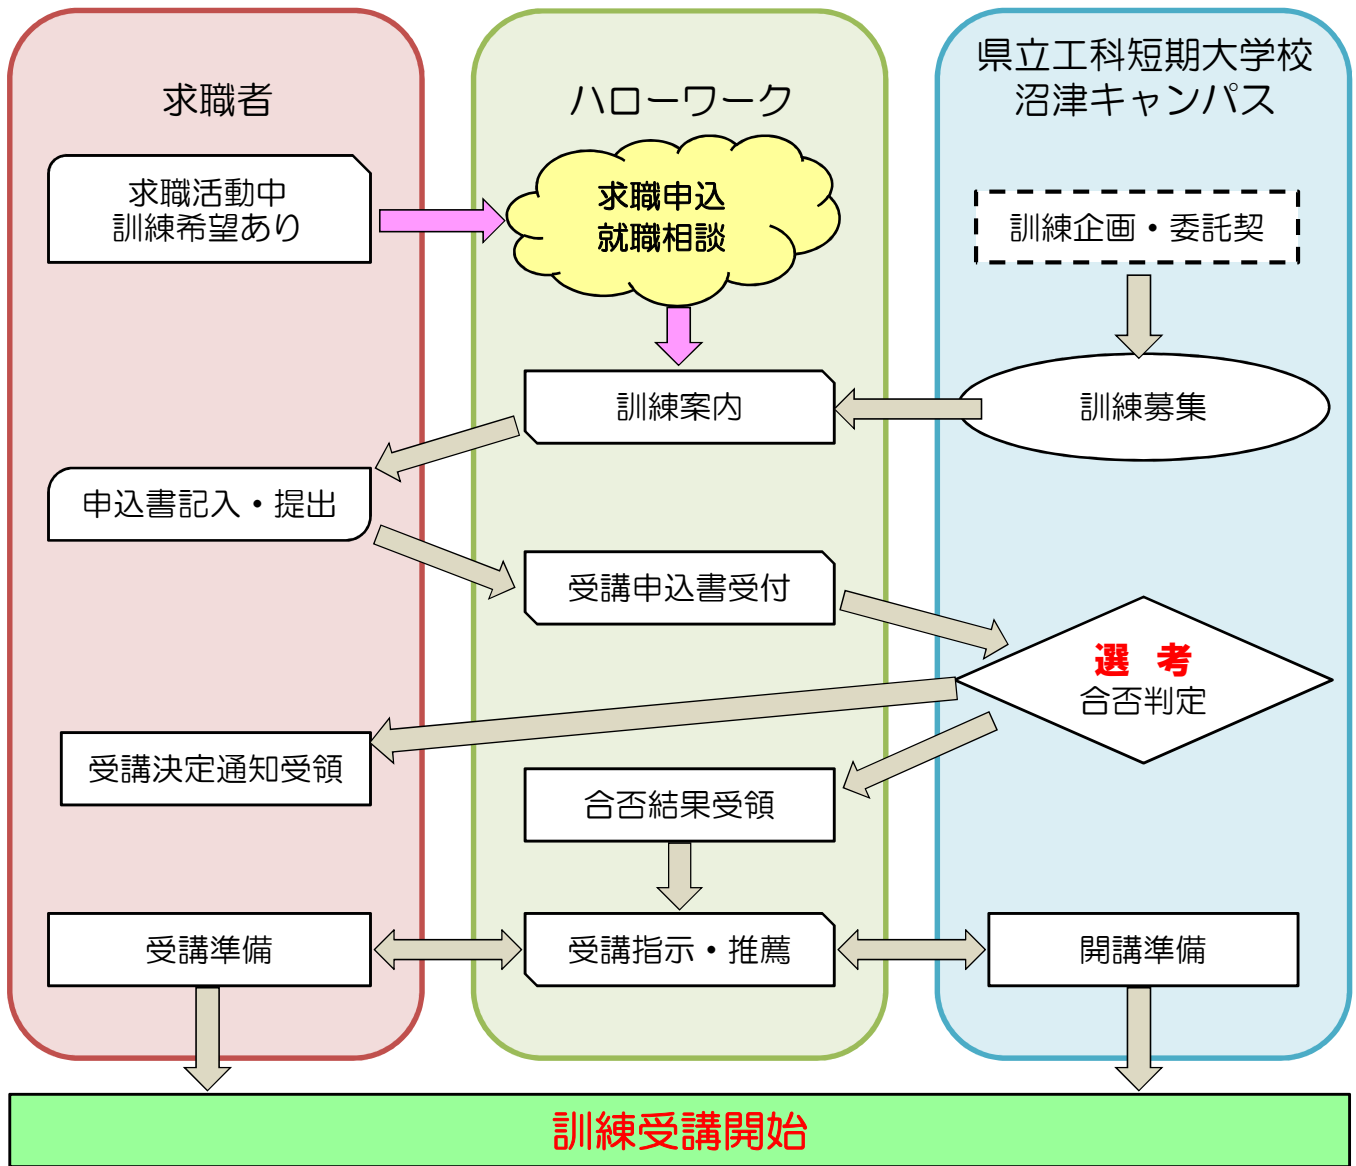 求職者
ハローワーク
県立工科短期大学校
沼津キャンパス
求職活動中
訓練希望あり
求職申込
就職相談
訓練企画・委託契
訓練案内
訓練募集
申込書記入・提出
受講申込書受付
選 考
合否判定
受講決定通知受領
合否結果受領
受講準備
受講指示・推薦
開講準備
訓練受講開始